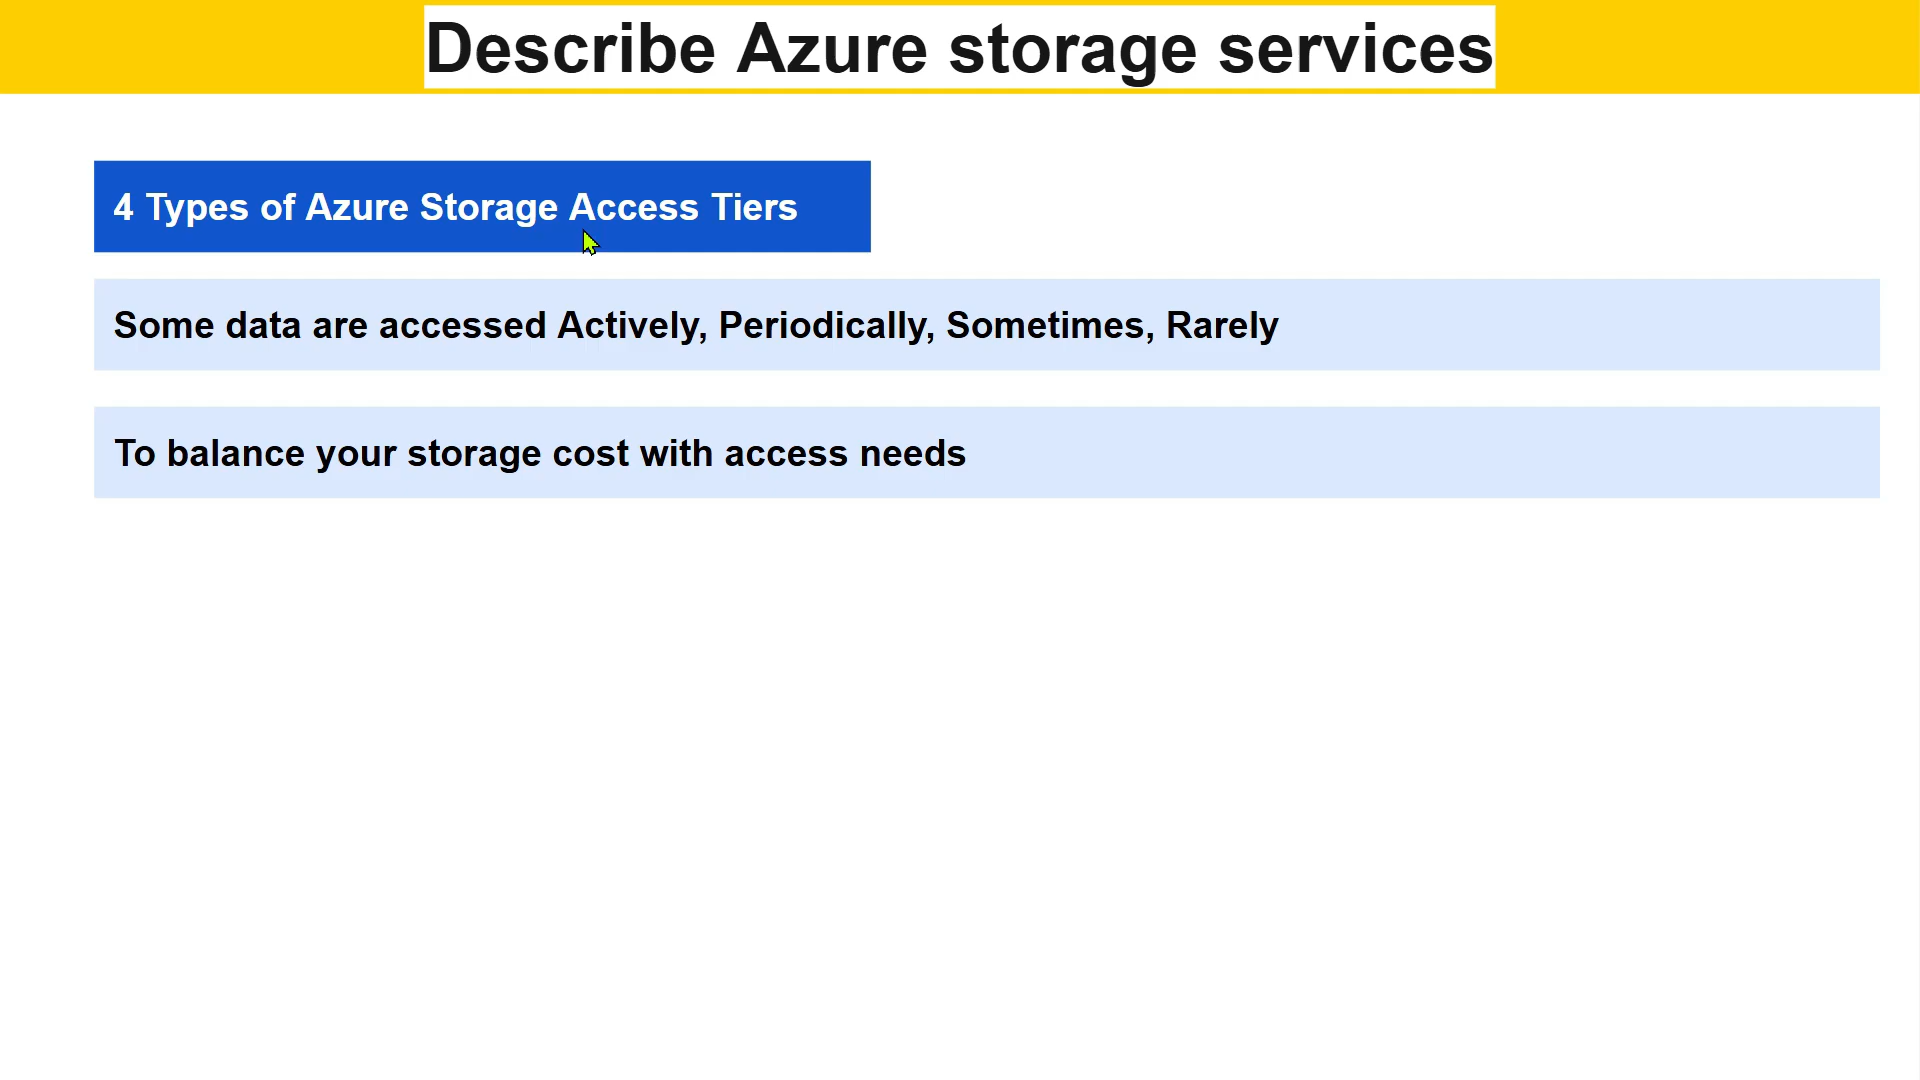 Describe Azure storage services
4 Types of Azure Storage Access Tiers
Some data are accessed Actively, Periodically, Sometimes, Rarely
To balance your storage cost with access needs